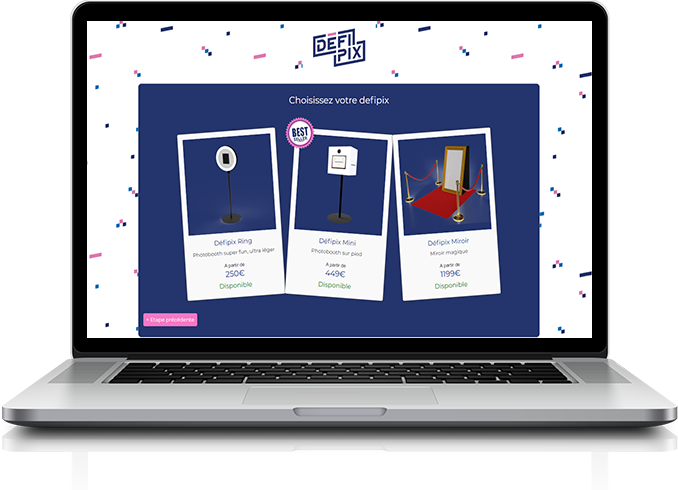 DÉFI
PIX
Choisissez votre defipix
BEST
SELLER
Défipix Ring
Photobooth super fun, ultra léger
A partir de
250€
Disponible
Défipix Mini
Photobooth sur pied
A partir de
449€
Disponible
Défipix Miroir
Miroir magique
A partir de
1199€
Disponible
< Etape précédente